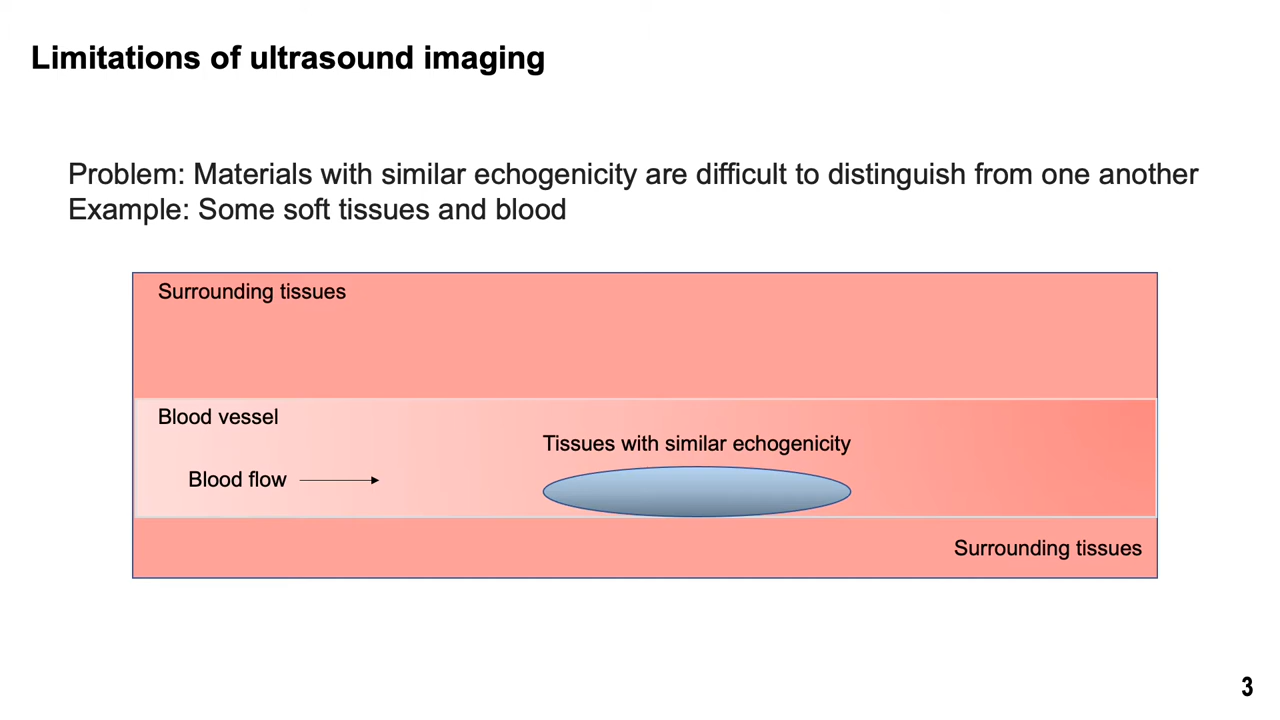 Limitations of ultrasound imaging
Problem: Materials with similar echogenicity are difficult to distinguish from one another
Example: Some soft tissues and blood
Surrounding tissues
Blood vessel
Tissues with similar echogenicity
Blood flow
Surrounding tissues
3